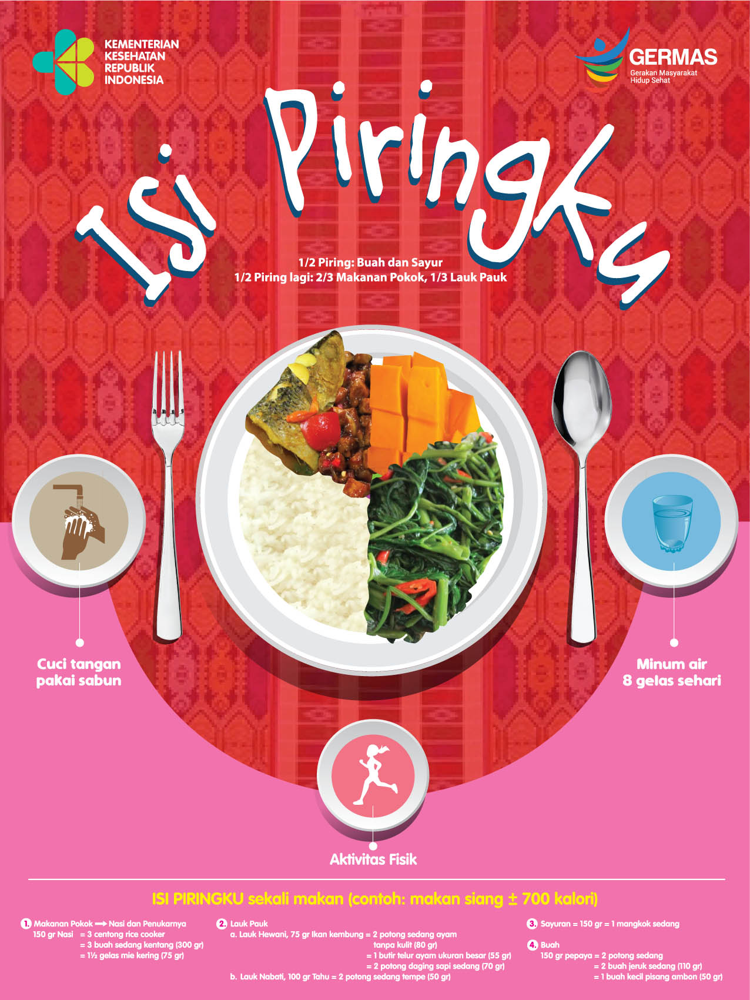 KEMENTERIAN
KESEHATAN
REPUBLIK
INDONESIA
GERMAS
Gerakan Masyarakat
Hidup Sehat
Isi Piringku
1/2 Piring: Buah dan Sayur
1/2 Piring lagi: 2/3 Makanan Pokok, 1/3 Lauk Pauk
Cuci tangan
pakai sabun
Minum air
8 gelas sehari
Aktivitas Fisik
ISI PIRINGKU sekali makan (contoh: makan siang ± 700 kalori)
1. Makanan Pokok → Nasi dan Penukarnya
150 gr Nasi = 3 centong rice cooker
= 3 buah sedang kentang (300 gr)
= 1½ gelas mie kering (75 gr)
2. Lauk Pauk
a. Lauk Hewani, 75 gr Ikan kembung = 2 potong sedang ayam
tanpa kulit (80 gr)
= 1 butir telur ayam ukuran besar (55 gr)
= 2 potong daging sapi sedang (70 gr)
b. Lauk Nabati, 100 gr Tahu = 2 potong sedang tempe (50 gr)
3. Sayuran = 150 gr = 1 mangkok sedang
4. Buah
150 gr pepaya = 2 potong sedang
= 2 buah jeruk sedang (110 gr)
= 1 buah kecil pisang ambon (50 gr)